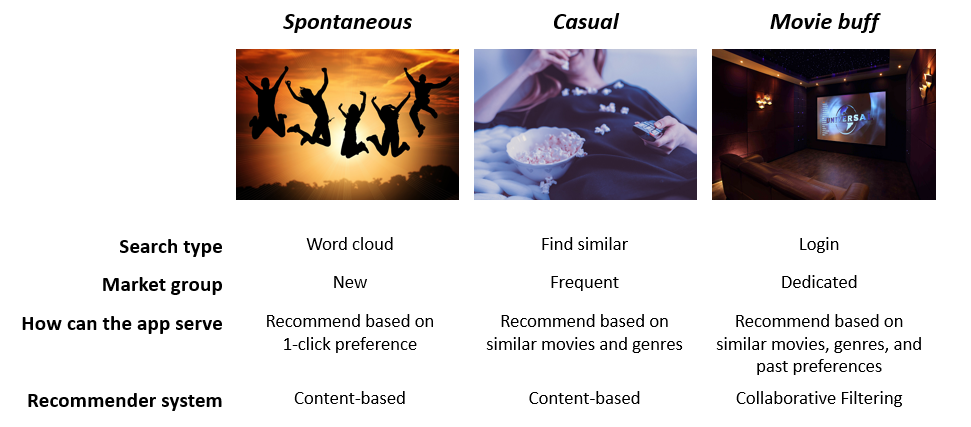 Spontaneous Casual Movie buff
UNIVERSA
Search type Word cloud Find similar Login
Market group New Frequent Dedicated
How can the app serve Recommend based on Recommend based on Recommend based on
1-click preference similar movies and genres similar movies, genres, and
past preferences
Recommender system Content-based Content-based Collaborative Filtering